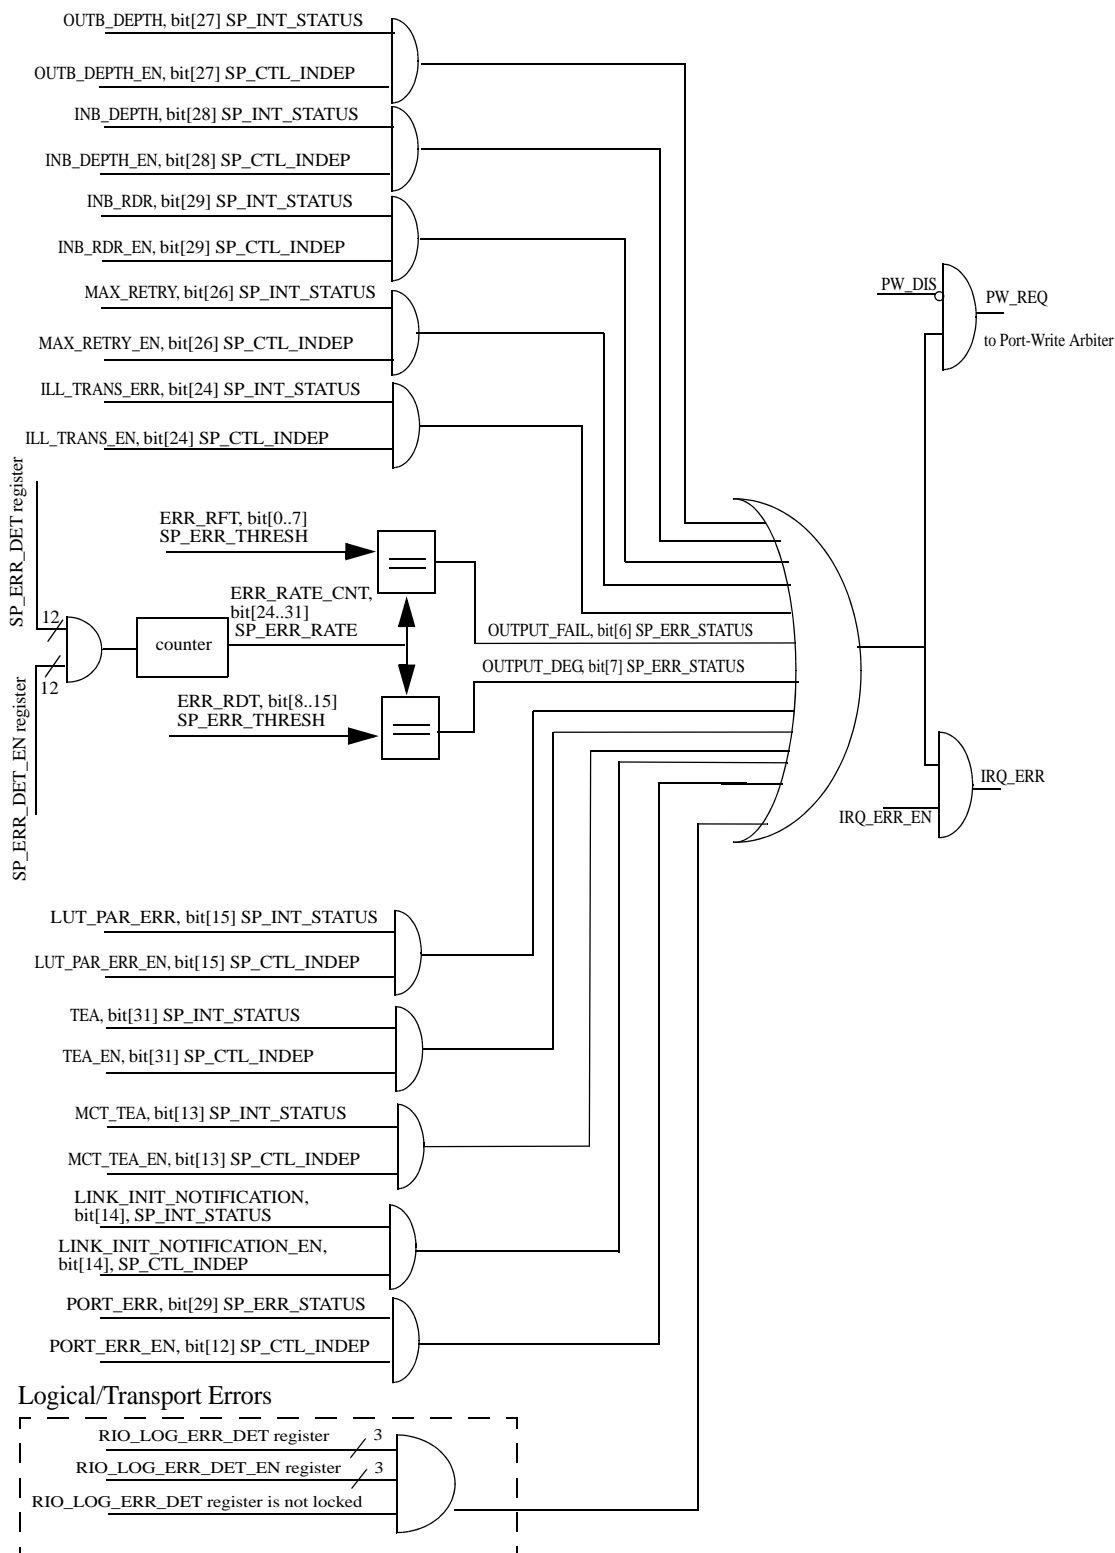 OUTB_DEPTH, bit[27] SP_INT_STATUS
OUTB_DEPTH_EN, bit[27] SP_CTL_INDEP
INB_DEPTH, bit[28] SP_INT_STATUS
INB_DEPTH_EN, bit[28] SP_CTL_INDEP
INB_RDR, bit[29] SP_INT_STATUS
INB_RDR_EN, bit[29] SP_CTL_INDEP
MAX_RETRY, bit[26] SP_INT_STATUS
MAX_RETRY_EN, bit[26] SP_CTL_INDEP
ILL_TRANS_ERR, bit[24] SP_INT_STATUS
ILL_TRANS_EN, bit[24] SP_CTL_INDEP
PW_DIS
PW_REQ
to Port-Write Arbiter
SP_ERR_DET register
12
12
SP_ERR_DET_EN register
counter
ERR_RFT, bit[0..7]
SP_ERR_THRESH
ERR_RATE_CNT,
bit[24..31]
SP_ERR_RATE
ERR_RDT, bit[8..15]
SP_ERR_THRESH
OUTPUT_FAIL, bit[6] SP_ERR_STATUS
OUTPUT_DEG, bit[7] SP_ERR_STATUS
IRQ_ERR
IRQ_ERR_EN
LUT_PAR_ERR, bit[15] SP_INT_STATUS
LUT_PAR_ERR_EN, bit[15] SP_CTL_INDEP
TEA, bit[31] SP_INT_STATUS
TEA_EN, bit[31] SP_CTL_INDEP
MCT_TEA, bit[13] SP_INT_STATUS
MCT_TEA_EN, bit[13] SP_CTL_INDEP
LINK_INIT_NOTIFICATION,
bit[14], SP_INT_STATUS
LINK_INIT_NOTIFICATION_EN,
bit[14], SP_CTL_INDEP
PORT_ERR, bit[29] SP_ERR_STATUS
PORT_ERR_EN, bit[12] SP_CTL_INDEP
Logical/Transport Errors
RIO_LOG_ERR_DET register 3
RIO_LOG_ERR_DET_EN register 3
RIO_LOG_ERR_DET register is not locked